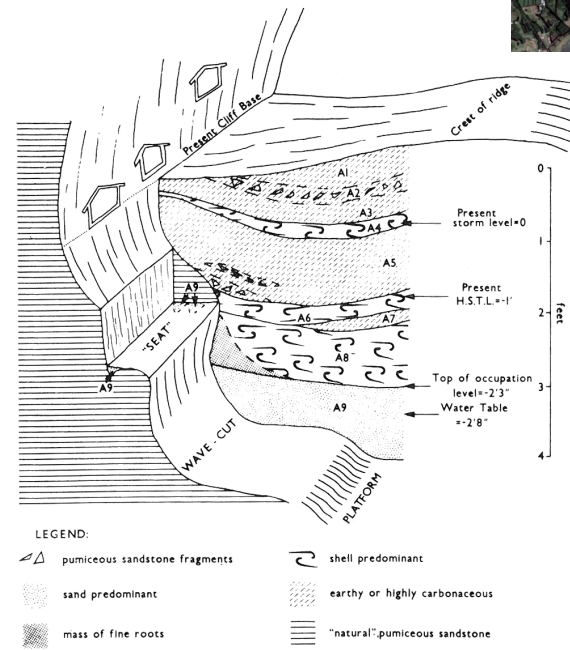 Present Cliff Base
Crest of ridge
A1
A2
A3
A4
A5
A9
A6
A7
"SEAT"
A8
A9
A9
WAVE-CUT
PLATFORM
0
1
2
3
4
feet
Present
storm level=0
Present
H.S.T.L.=-1'
Top of occupation
level=-2'3"
Water Table
=-2'8"
LEGEND:
pumiceous sandstone fragments
shell predominant
sand predominant
earthy or highly carbonaceous
mass of fine roots
"natural", pumiceous sandstone